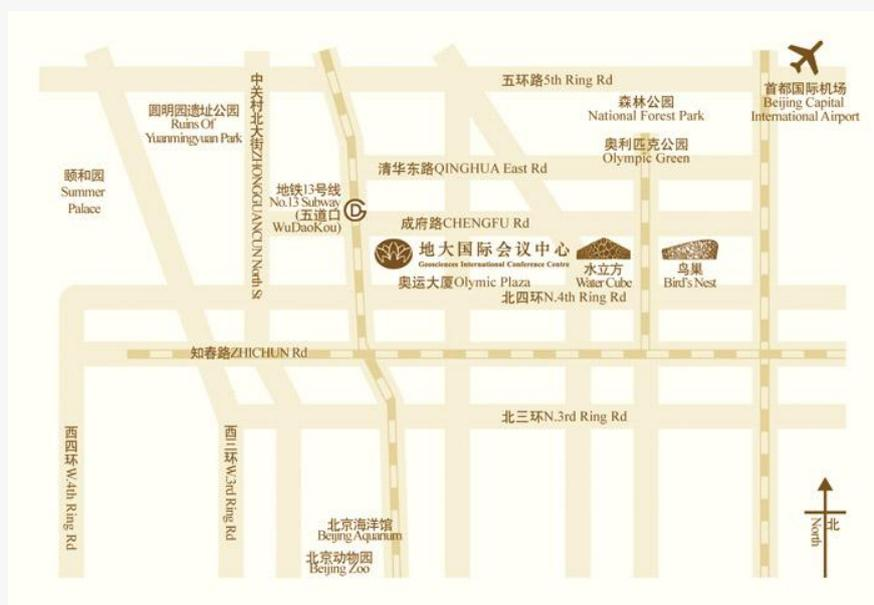 五环路5th Ring Rd
首都国际机场
Beijing Capital
International Airport
森林公园
National Forest Park
圆明园遗址公园
Ruins Of
Yuanmingyuan Park
中关村北大街ZHONGGUANCUN North St
奥利匹克公园
Olympic Green
清华东路QINGHUA East Rd
颐和园
Summer
Palace
地铁13号线
No.13 Subway
(五道口
WuDaoKou)
成府路CHENGFU Rd
地大国际会议中心
Geosciences International Conference Centre
水立方
Water Cube
鸟巢
Bird's Nest
奥运大厦Olymic Plaza
北四环N.4th Ring Rd
知春路ZHICHUN Rd
北三环N.3rd Ring Rd
西四环W.4th Ring Rd
西三环W.3rd Ring Rd
北京海洋馆
Beijing Aquarium
北京动物园
Beijing Zoo
北
North